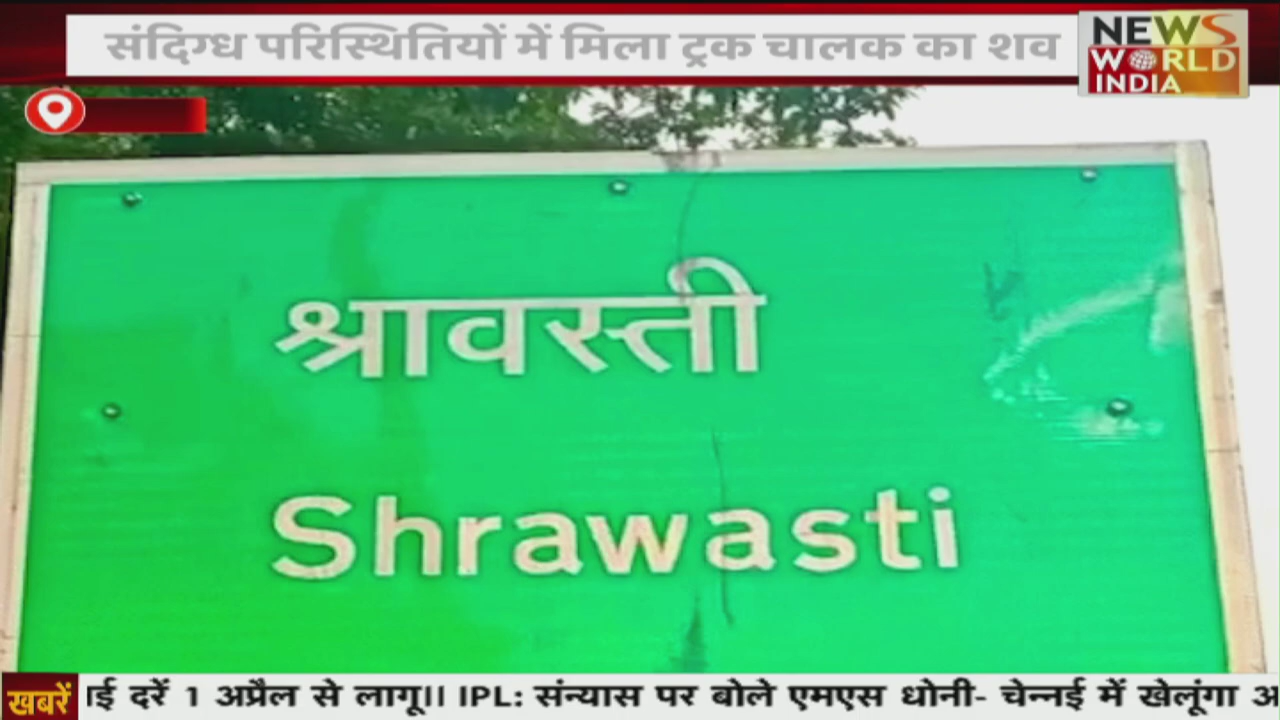 संदिग्ध परिस्थितियों में मिला ट्रक चालक का शव
NEWS
WORLD
INDIA
श्रावस्ती
Shrawasti
खबरें
दरें 1 अप्रैल से लागू।। IPL: संन्यास पर बोले एमएस धोनी- चेन्नई में खेलूंगा